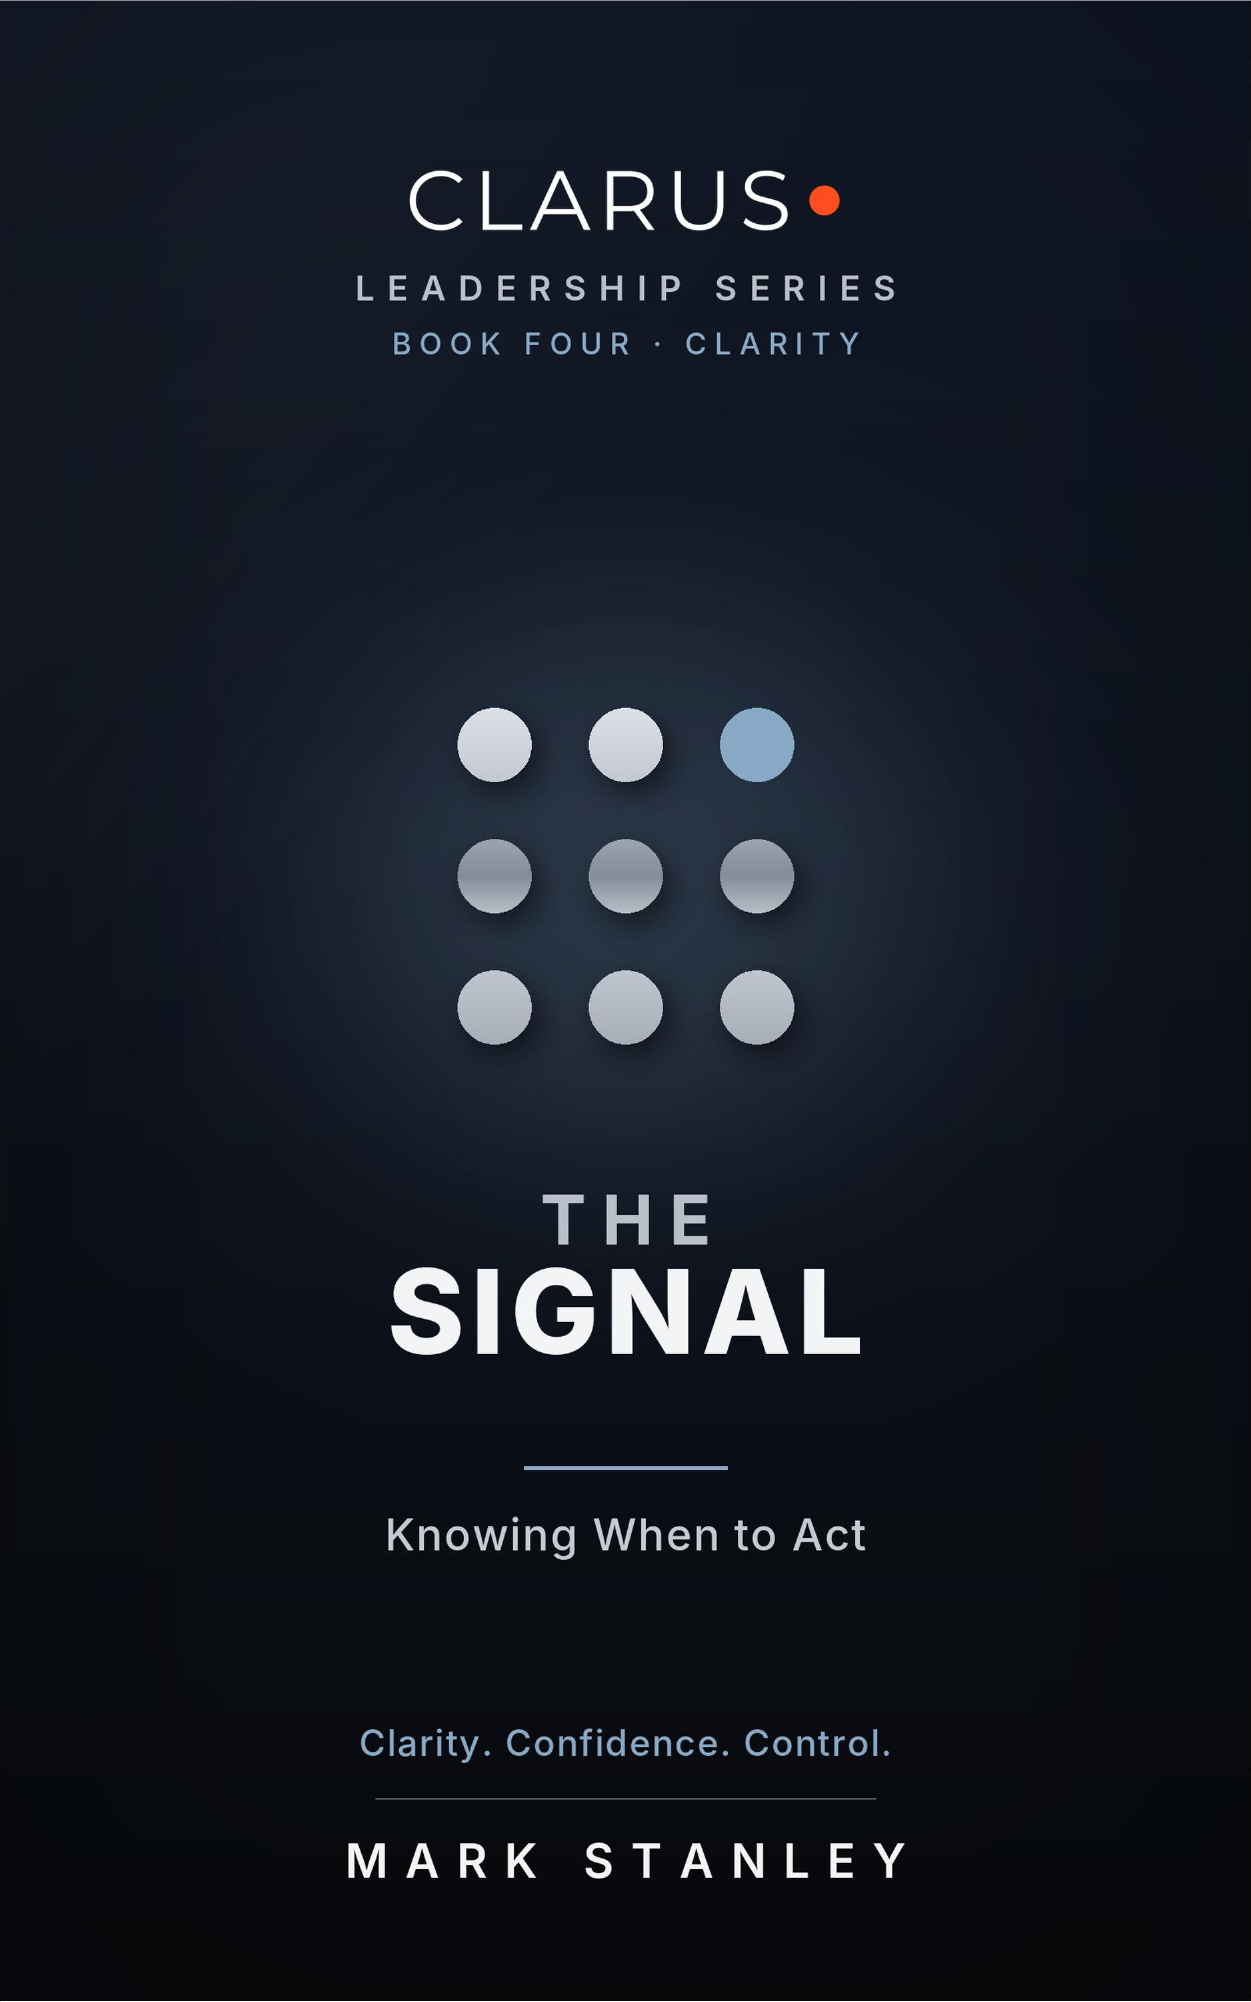 CLARUS
LEADERSHIP SERIES
BOOK FOUR · CLARITY
THE
SIGNAL
Knowing When to Act
Clarity. Confidence. Control.
MARK STANLEY